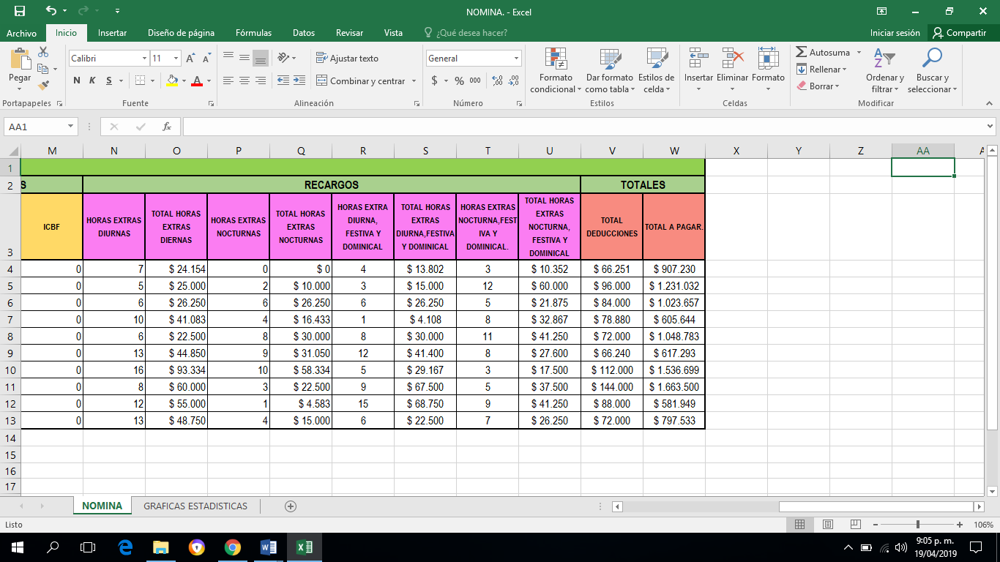 NOMINA. - Excel
Archivo Inicio Insertar Diseño de página Fórmulas Datos Revisar Vista ¿Qué desea hacer? Iniciar sesión Compartir
Pegar
Calibri 11
N K S
Ajustar texto
Combinar y centrar
General
$ % 000
Formato condicional
Dar formato como tabla
Estilos de celda
Insertar Eliminar Formato
Autosuma
Rellenar
Borrar
Ordenar y filtrar
Buscar y seleccionar
Portapapeles Fuente Alineación Número Estilos Celdas Modificar
AA1 fx
M N O P Q R S T U V W X Y Z AA
1
2 S RECARGOS TOTALES
3 ICBF
HORAS EXTRAS DIURNAS
TOTAL HORAS EXTRAS DIERNAS
HORAS EXTRAS NOCTURNAS
TOTAL HORAS EXTRAS NOCTURNAS
HORAS EXTRA DIURNA, FESTIVA Y DOMINICAL
TOTAL HORAS EXTRAS DIURNA,FESTIVA Y DOMINICAL
HORAS EXTRAS NOCTURNA,FESTIVA Y DOMINICAL.
TOTAL HORAS EXTRAS NOCTURNA, FESTIVA Y DOMINICAL
TOTAL DEDUCCIONES
TOTAL A PAGAR.
4 0 7 $ 24.154 0 $ 0 4 $ 13.802 3 $ 10.352 $ 66.251 $ 907.230
5 0 5 $ 25.000 2 $ 10.000 3 $ 15.000 12 $ 60.000 $ 96.000 $ 1.231.032
6 0 6 $ 26.250 6 $ 26.250 6 $ 26.250 5 $ 21.875 $ 84.000 $ 1.023.657
7 0 10 $ 41.083 4 $ 16.433 1 $ 4.108 8 $ 32.867 $ 78.880 $ 605.644
8 0 6 $ 22.500 8 $ 30.000 8 $ 30.000 11 $ 41.250 $ 72.000 $ 1.048.783
9 0 13 $ 44.850 9 $ 31.050 12 $ 41.400 8 $ 27.600 $ 66.240 $ 617.293
10 0 16 $ 93.334 10 $ 58.334 5 $ 29.167 3 $ 17.500 $ 112.000 $ 1.536.699
11 0 8 $ 60.000 3 $ 22.500 9 $ 67.500 5 $ 37.500 $ 144.000 $ 1.663.500
12 0 12 $ 55.000 1 $ 4.583 15 $ 68.750 9 $ 41.250 $ 88.000 $ 581.949
13 0 13 $ 48.750 4 $ 15.000 6 $ 22.500 7 $ 26.250 $ 72.000 $ 797.533
14
15
16
17
NOMINA GRAFICAS ESTADISTICAS
Listo 106%
9:05 p. m.
19/04/2019